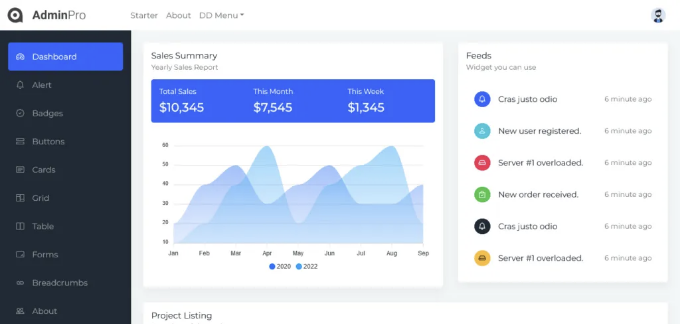 AdminPro
Starter About DD Menu
Dashboard
Alert
Badges
Buttons
Cards
Grid
Table
Forms
Breadcrumbs
About
Sales Summary
Yearly Sales Report
Total Sales This Month This Week
$10,345 $7,545 $1,345
60
50
40
30
20
10
Jan Feb Mar Apr May Jun Jul Aug Sep
2020 2022
Feeds
Widget you can use
Cras justo odio 6 minute ago
New user registered. 6 minute ago
Server #1 overloaded. 6 minute ago
New order received. 6 minute ago
Cras justo odio 6 minute ago
Server #1 overloaded. 6 minute ago
Project Listing